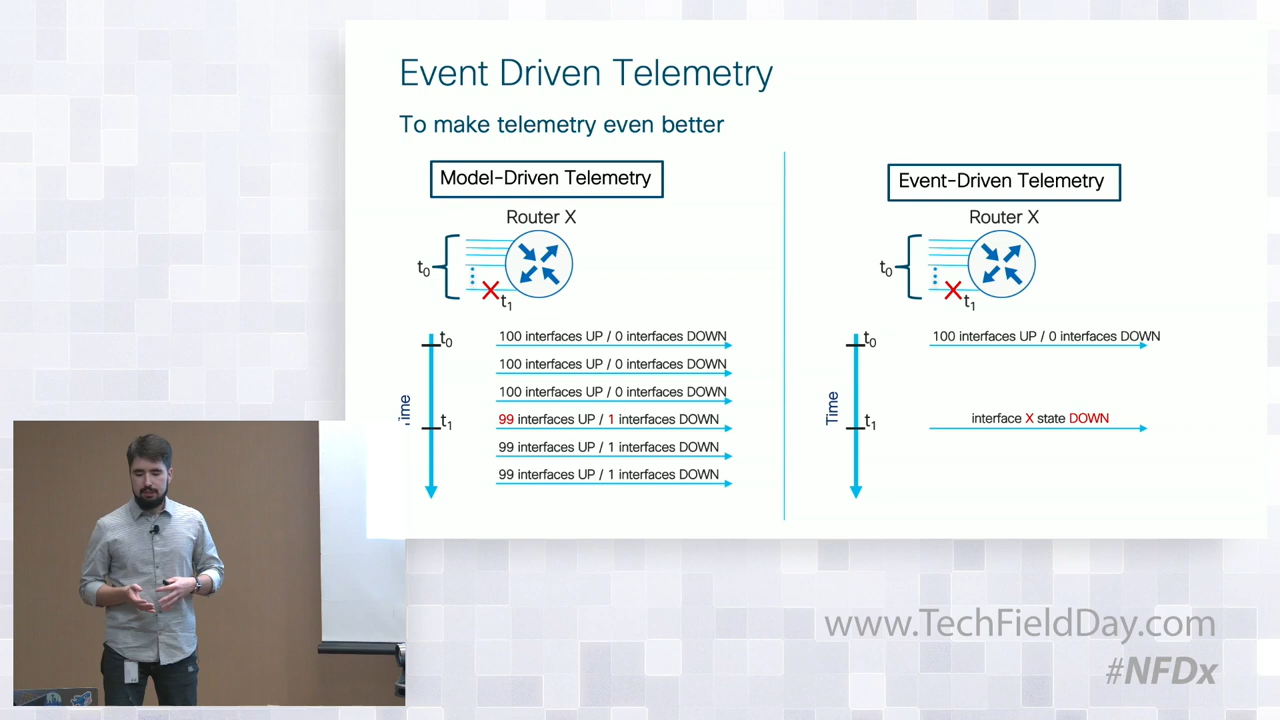 Event Driven Telemetry
To make telemetry even better
Model-Driven Telemetry
Router X
t0
t1
t0
100 interfaces UP / 0 interfaces DOWN
100 interfaces UP / 0 interfaces DOWN
100 interfaces UP / 0 interfaces DOWN
t1
99 interfaces UP / 1 interfaces DOWN
99 interfaces UP / 1 interfaces DOWN
99 interfaces UP / 1 interfaces DOWN
ime
Event-Driven Telemetry
Router X
t0
t1
t0
100 interfaces UP / 0 interfaces DOWN
Time
t1
interface X state DOWN
www.TechFieldDay.com
#NFDx